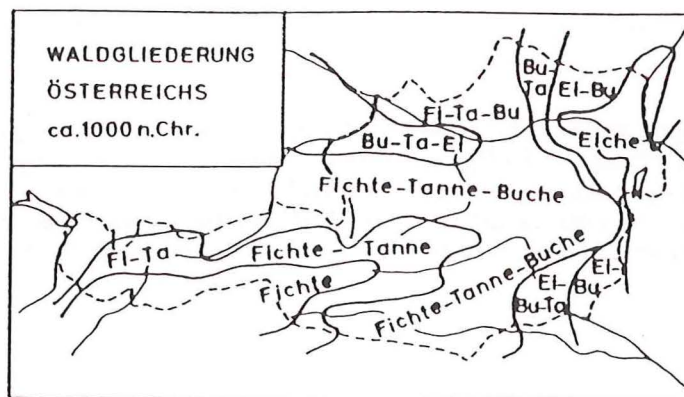 WALDGLIEDERUNG
ÖSTERREICHS
ca. 1000 n. Chr.
Bu-
Ta
Ei-Bu
Fi-Ta-Bu
Bu-Ta-Ei
Eiche
Fichte-Tanne-Buche
Fi-Ta
Fichte - Tanne
Fichte
Fichte-Tanne-Buche
Ei-
Bu-Ta
Ei-
Bu